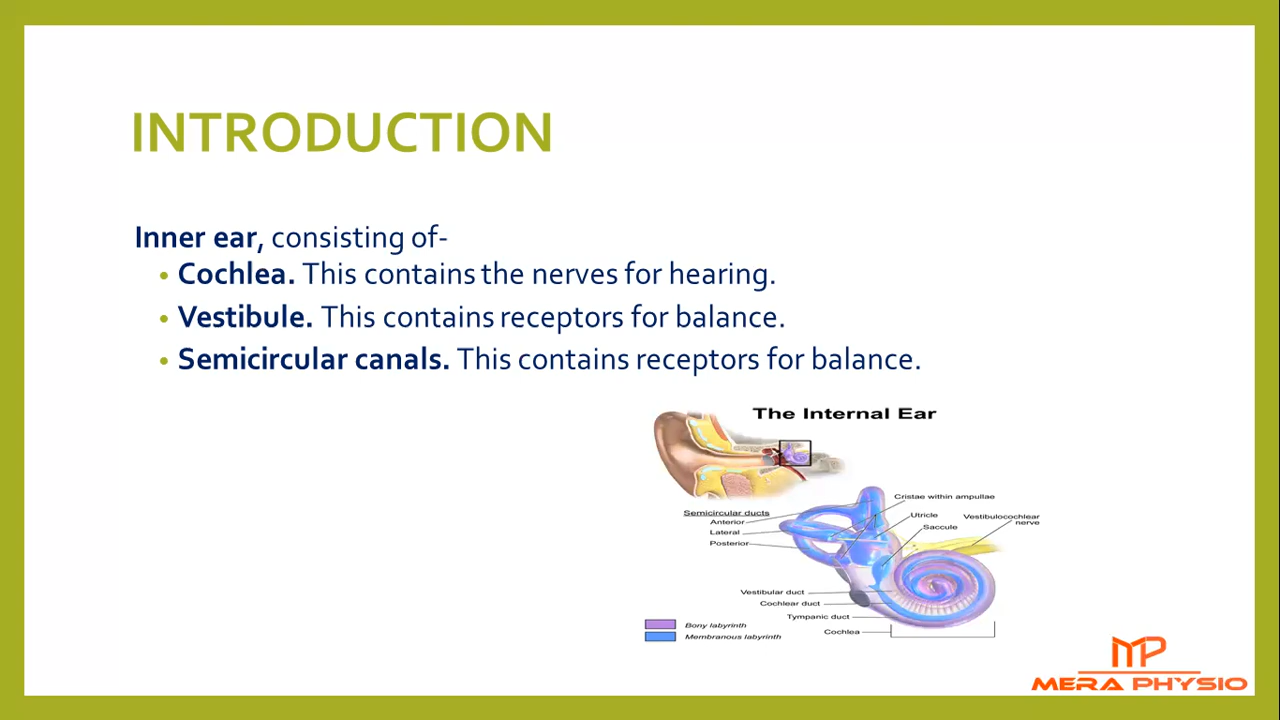 INTRODUCTION
Inner ear, consisting of-
• Cochlea. This contains the nerves for hearing.
• Vestibule. This contains receptors for balance.
• Semicircular canals. This contains receptors for balance.
The Internal Ear
Cristae within ampullae
Semicircular ducts
Utricle
Vestibulocochlear
nerve
Anterior
Saccule
Lateral
Posterior
Vestibular duct
Cochlear duct
Tympanic duct
Bony labyrinth
Cochlea
Membranous labyrinth
MP
MERA PHYSIO